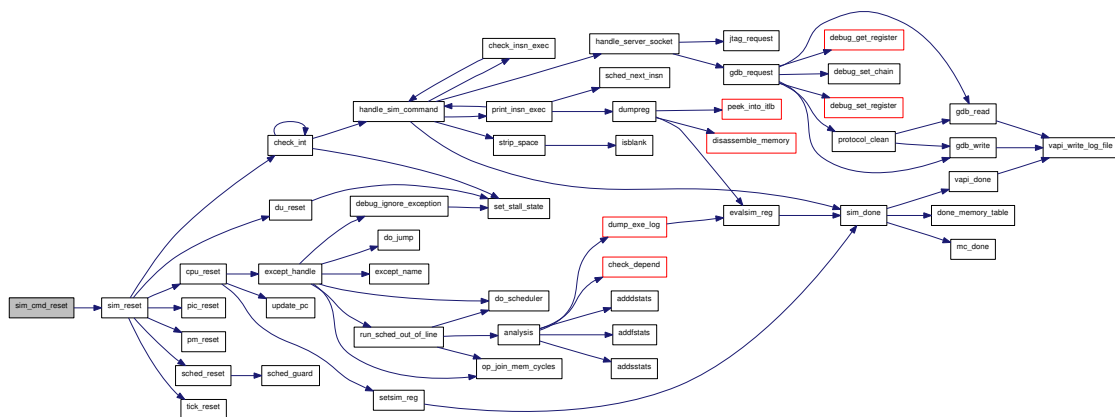 sim_cmd_reset
sim_reset
check_int
du_reset
cpu_reset
pic_reset
pm_reset
sched_reset
tick_reset
except_handle
update_pc
sched_guard
handle_sim_command
debug_ignore_exception
do_jump
except_name
run_sched_out_of_line
setsim_reg
check_insn_exec
print_insn_exec
strip_space
set_stall_state
do_scheduler
analysis
op_join_mem_cycles
handle_server_socket
sched_next_insn
dumpreg
isblank
dump_exe_log
check_depend
adddstats
addfstats
addsstats
jtag_request
gdb_request
peek_into_itlb
disassemble_memory
evalsim_reg
debug_get_register
debug_set_chain
debug_set_register
protocol_clean
sim_done
gdb_read
gdb_write
vapi_done
done_memory_table
mc_done
vapi_write_log_file